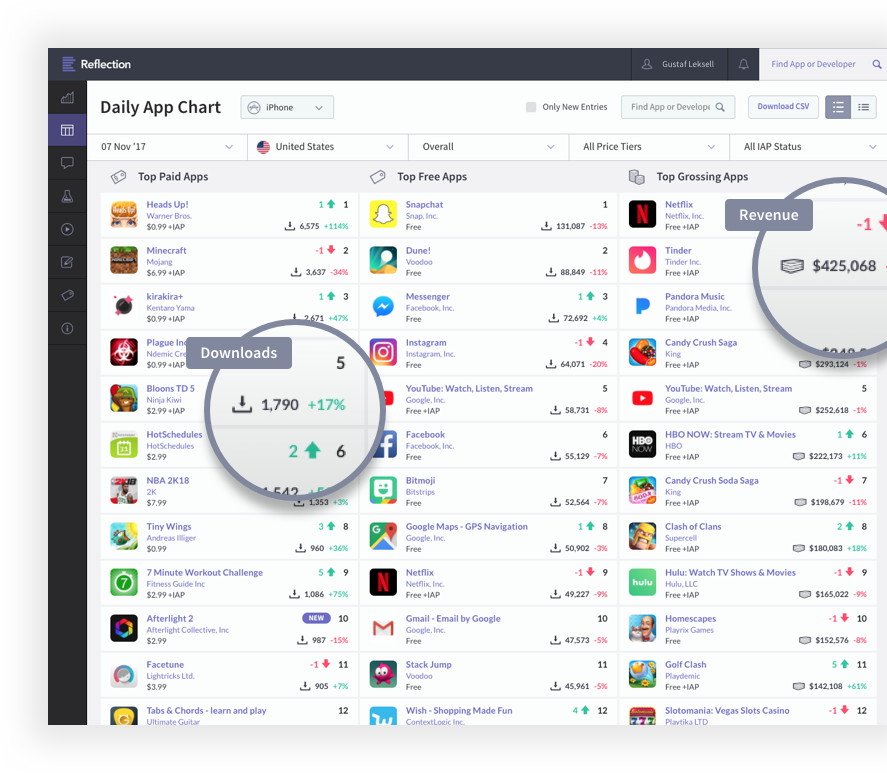 Reflection
Gustaf Leksell
Find App or Developer
Daily App Chart
iPhone
Only New Entries
Find App or Develope
Download CSV
07 Nov '17
United States
Overall
All Price Tiers
All IAP Status
Top Paid Apps
Heads Up!
1 1
Warner Bros.
$0.99 +IAP
6,575 +114%
Minecraft
-1 2
Mojang
$6.99 +IAP
3,637 -34%
kirakira+
1 3
Kentaro Yama
$0.99 +IAP
2,671 +47%
Plague Inc
Ndemic Cre
$0.99 +IAP
Downloads
5
1,790 +17%
2 6
Bloons TD 5
Ninja Kiwi
$2.99 +IAP
HotSchedules
HotSchedules
$2.99
NBA 2K18
2K
$7.99
1,353 +3%
Tiny Wings
3 8
Andreas Illiger
$0.99
960 +36%
7 Minute Workout Challenge
5 9
Fitness Guide Inc
$2.99 +IAP
1,086 +75%
Afterlight 2
NEW 10
Afterlight Collective, Inc
$2.99
987 -15%
Facetune
-1 11
Lightricks Ltd.
$3.99
905 +7%
Tabs & Chords - learn and play
12
Ultimate Guitar
Top Free Apps
Snapchat
1
Snap, Inc.
Free
131,087 -13%
Dune!
2
Voodoo
Free
88,849 -11%
Messenger
1 3
Facebook, Inc.
Free
72,692 +4%
Instagram
-1 4
Instagram, Inc.
Free
64,071 -20%
YouTube: Watch, Listen, Stream
5
Google, Inc.
Free +IAP
58,731 -8%
Facebook
6
Facebook, Inc.
Free
55,129 -7%
Bitmoji
7
Bitstrips
Free
52,564 -7%
Google Maps - GPS Navigation
1 8
Google, Inc.
Free
50,902 -3%
Netflix
-1 9
Netflix, Inc.
Free +IAP
49,227 -9%
Gmail - Email by Google
10
Google, Inc.
Free
47,573 -5%
Stack Jump
11
Voodoo
Free
45,961 -5%
Wish - Shopping Made Fun
4 12
ContextLogic Inc.
Top Grossing Apps
Netflix
Netflix, Inc.
Free +IAP
Revenue
-1
$425,068
Tinder
Tinder Inc.
Free +IAP
Pandora Music
Pandora Media, Inc.
Free +IAP
Candy Crush Saga
King
Free +IAP
$293,124 -1%
YouTube: Watch, Listen, Stream
5
Google, Inc.
Free +IAP
$252,618 -1%
HBO NOW
HBO NOW: Stream TV & Movies
1 6
HBO
Free +IAP
$222,173 +11%
Candy Crush Soda Saga
-1 7
King
Free +IAP
$198,679 -11%
Clash of Clans
2 8
Supercell
Free +IAP
$180,083 +18%
hulu
Hulu: Watch TV Shows & Movies
-1 9
Hulu, LLC
Free +IAP
$165,022 -9%
Homescapes
-1 10
Playrix Games
Free
$152,576 -8%
Golf Clash
5 11
Playdemic
Free +IAP
$142,108 +61%
Slotomania: Vegas Slots Casino
-1 12
Playtika LTD